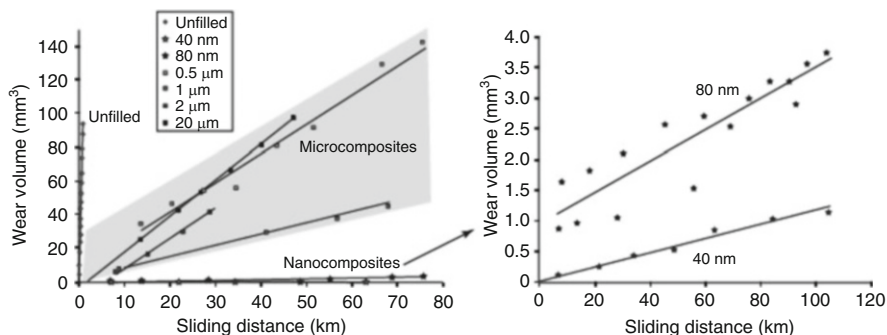 Wear volume (mm³)
140
120
100
80
60
40
20
0
Unfilled
40 nm
80 nm
0.5 µm
1 µm
2 µm
20 µm
Unfilled
Microcomposites
Nanocomposites
0 10 20 30 40 50 60 70 80
Sliding distance (km)
Wear volume (mm³)
4.0
3.5
3.0
2.5
2.0
1.5
1.0
0.5
0
80 nm
40 nm
0 20 40 60 80 100 120
Sliding distance (km)